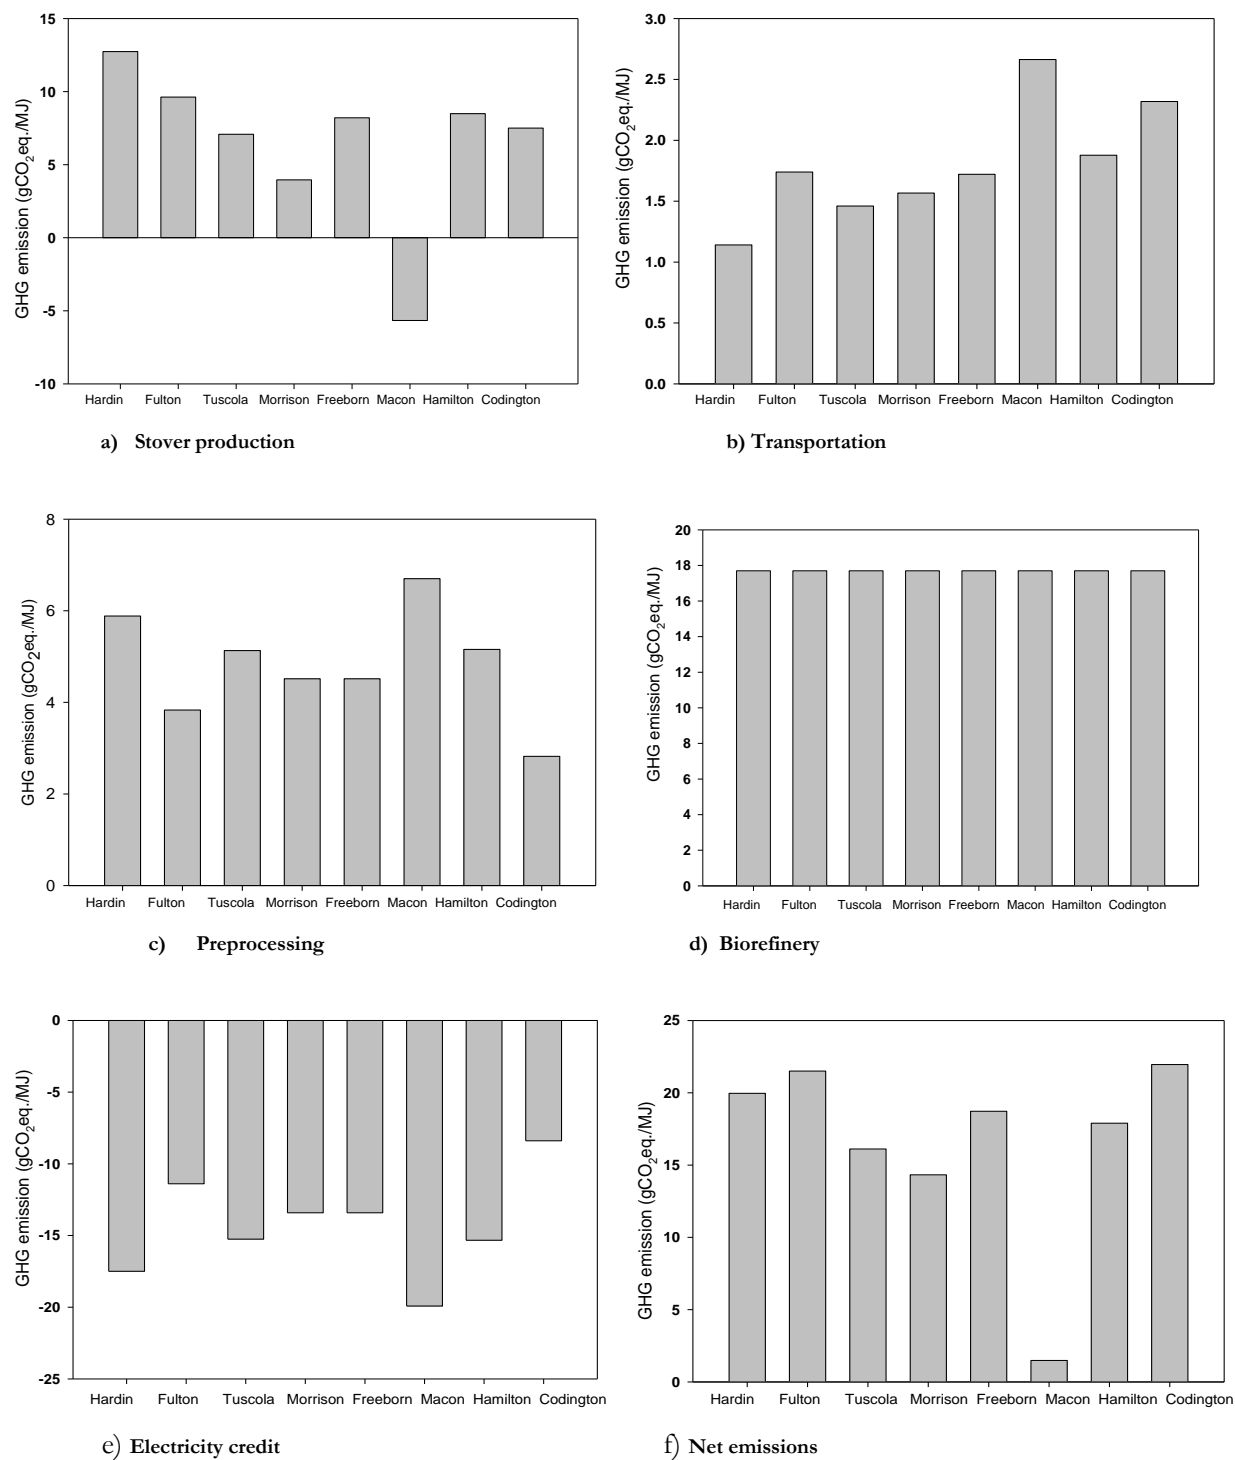 15
10
5
0
-5
-10
GHG emission (gCO2eq./MJ)
Hardin Fulton Tuscola Morrison Freeborn Macon Hamilton Codington
a) Stover production
3.0
2.5
2.0
1.5
1.0
0.5
0.0
GHG emission (gCO2eq./MJ)
Hardin Fulton Tuscola Morrison Freeborn Macon Hamilton Codington
b) Transportation
8
6
4
2
0
GHG emission (gCO2eq./MJ)
Hardin Fulton Tuscola Morrison Freeborn Macon Hamilton Codington
c) Preprocessing
20
18
16
14
12
10
8
6
4
2
0
GHG emission (gCO2eq./MJ)
Hardin Fulton Tuscola Morrison Freeborn Macon Hamilton Codington
d) Biorefinery
0
-5
-10
-15
-20
-25
GHG emission (gCO2eq./MJ)
Hardin Fulton Tuscola Morrison Freeborn Macon Hamilton Codington
e) Electricity credit
25
20
15
10
5
0
GHG emission (gCO2eq./MJ)
Hardin Fulton Tuscola Morrison Freeborn Macon Hamilton Codington
f) Net emissions